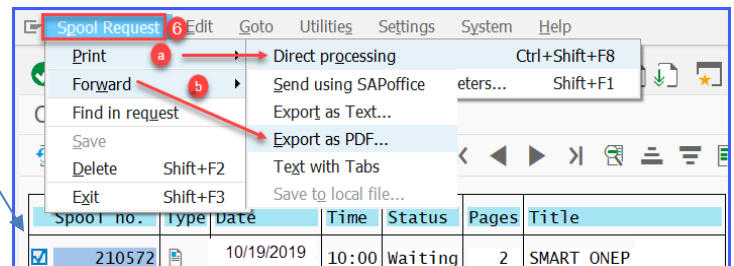 Spool Request 6 Edit Goto Utilities Settings System Help
Print a Direct processing Ctrl+Shift+F8
Forward b Send using SAPoffice eters... Shift+F1
Find in request Export as Text...
Save Export as PDF...
Delete Shift+F2 Text with Tabs
Exit Shift+F3 Save to local file...
Spool no. Type Date Time Status Pages Title
210572 10/19/2019 10:00 Waiting 2 SMART ONEP